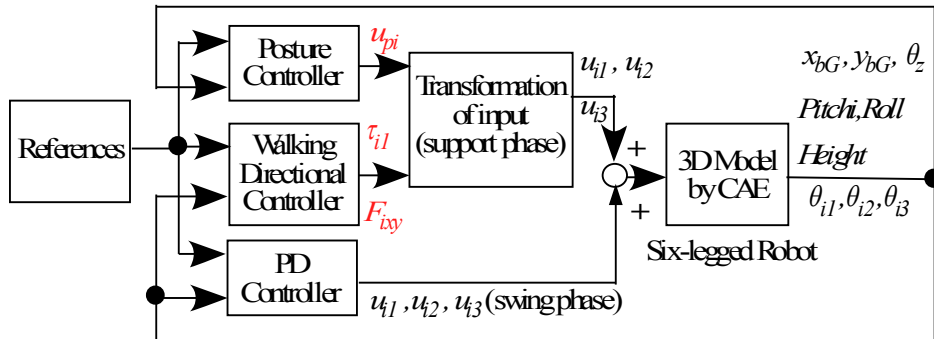 References
Posture
Controller
u_pi
Walking
Directional
Controller
τ_i1
F_ixy
PD
Controller
Transformation
of input
(support phase)
u_i1 , u_i2
u_i3
u_i1 , u_i2 , u_i3 (swing phase)
+
+
3D Model
by CAE
Six-legged Robot
x_bG , y_bG , θ_z
Pitchi,Roll
Height
θ_i1 , θ_i2 , θ_i3